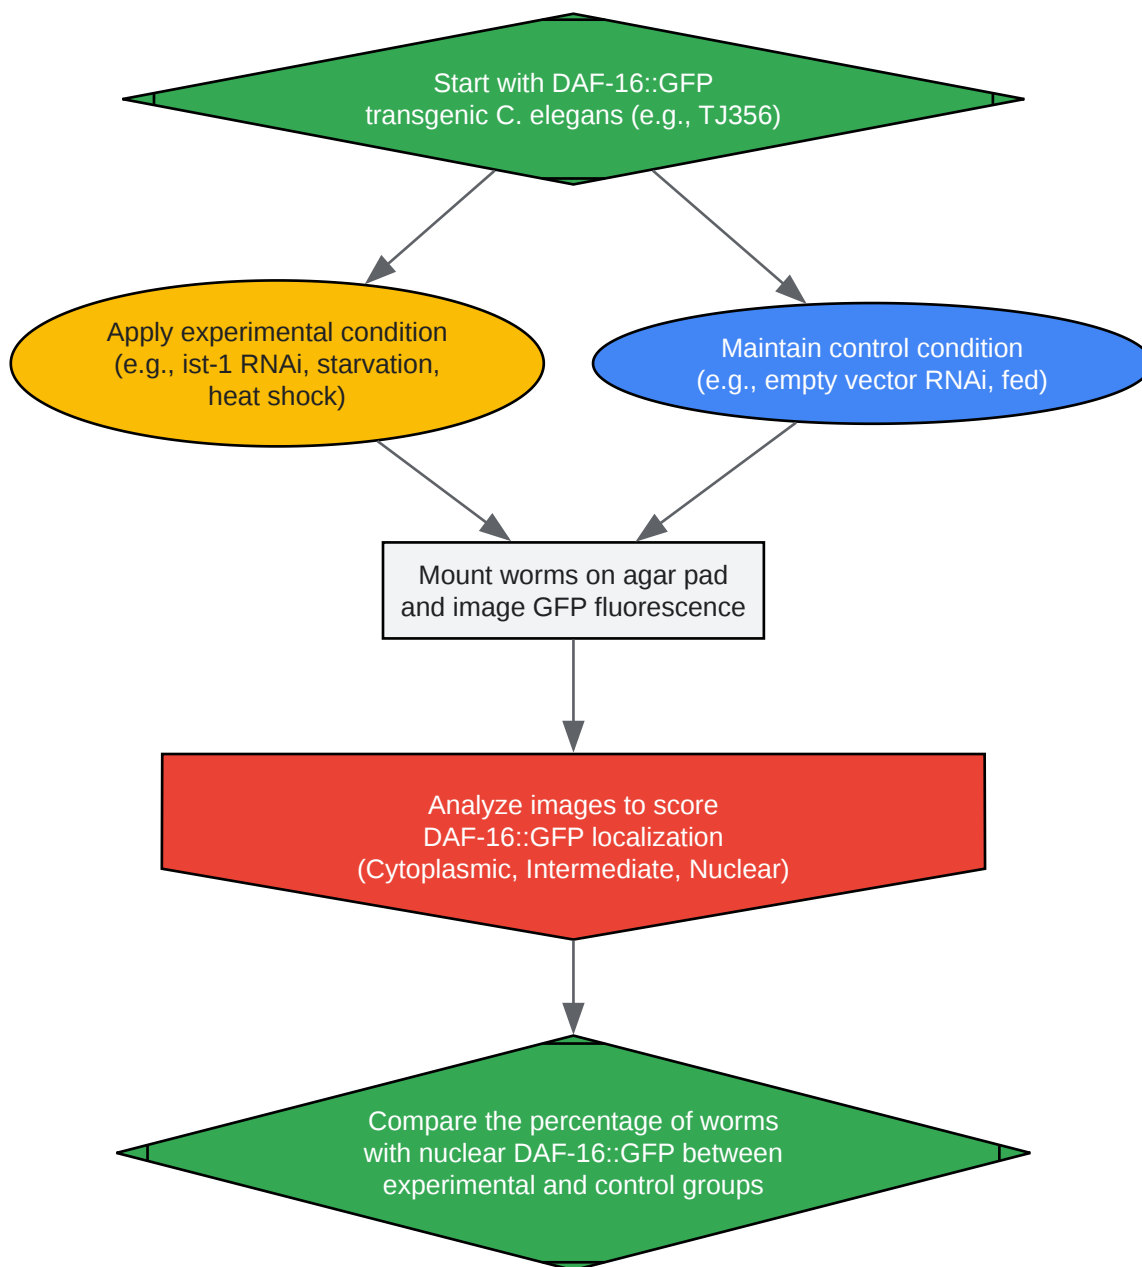 Start with DAF-16::GFP
transgenic C. elegans (e.g., TJ356)
Apply experimental condition
(e.g., ist-1 RNAi, starvation,
heat shock)
Maintain control condition
(e.g., empty vector RNAi, fed)
Mount worms on agar pad
and image GFP fluorescence
Analyze images to score
DAF-16::GFP localization
(Cytoplasmic, Intermediate, Nuclear)
Compare the percentage of worms
with nuclear DAF-16::GFP between
experimental and control groups